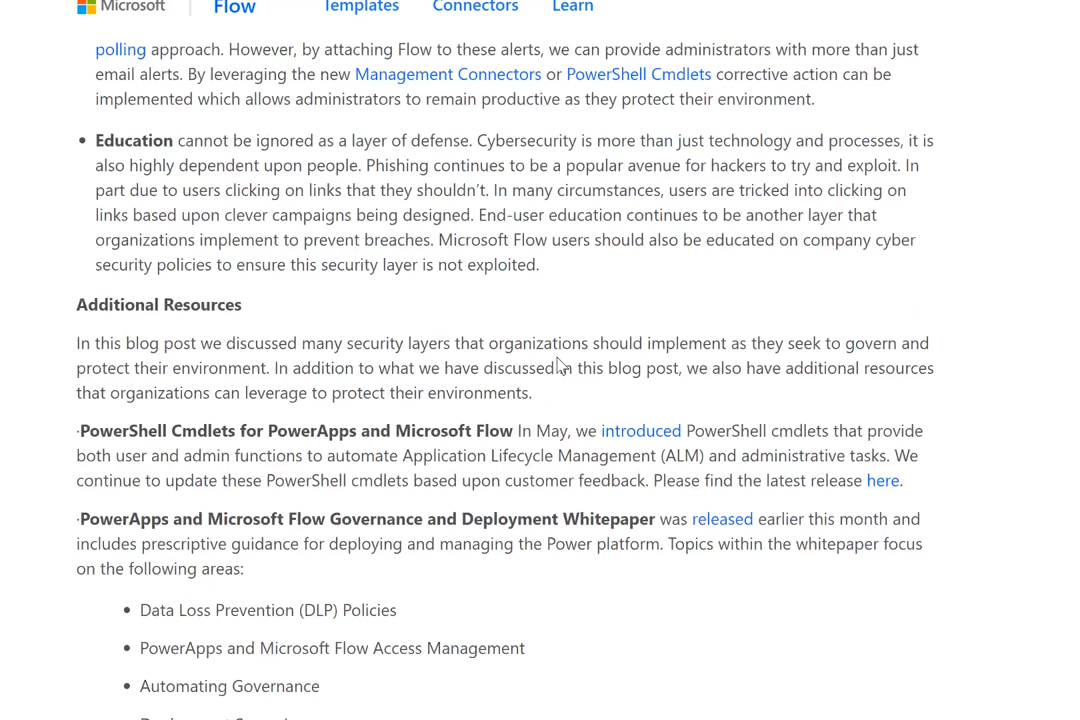 Microsoft Flow Templates Connectors Learn
polling approach. However, by attaching Flow to these alerts, we can provide administrators with more than just
email alerts. By leveraging the new Management Connectors or PowerShell Cmdlets corrective action can be
implemented which allows administrators to remain productive as they protect their environment.
• Education cannot be ignored as a layer of defense. Cybersecurity is more than just technology and processes, it is
also highly dependent upon people. Phishing continues to be a popular avenue for hackers to try and exploit. In
part due to users clicking on links that they shouldn’t. In many circumstances, users are tricked into clicking on
links based upon clever campaigns being designed. End-user education continues to be another layer that
organizations implement to prevent breaches. Microsoft Flow users should also be educated on company cyber
security policies to ensure this security layer is not exploited.
Additional Resources
In this blog post we discussed many security layers that organizations should implement as they seek to govern and
protect their environment. In addition to what we have discussed in this blog post, we also have additional resources
that organizations can leverage to protect their environments.
·PowerShell Cmdlets for PowerApps and Microsoft Flow In May, we introduced PowerShell cmdlets that provide
both user and admin functions to automate Application Lifecycle Management (ALM) and administrative tasks. We
continue to update these PowerShell cmdlets based upon customer feedback. Please find the latest release here.
·PowerApps and Microsoft Flow Governance and Deployment Whitepaper was released earlier this month and
includes prescriptive guidance for deploying and managing the Power platform. Topics within the whitepaper focus
on the following areas:
• Data Loss Prevention (DLP) Policies
• PowerApps and Microsoft Flow Access Management
• Automating Governance